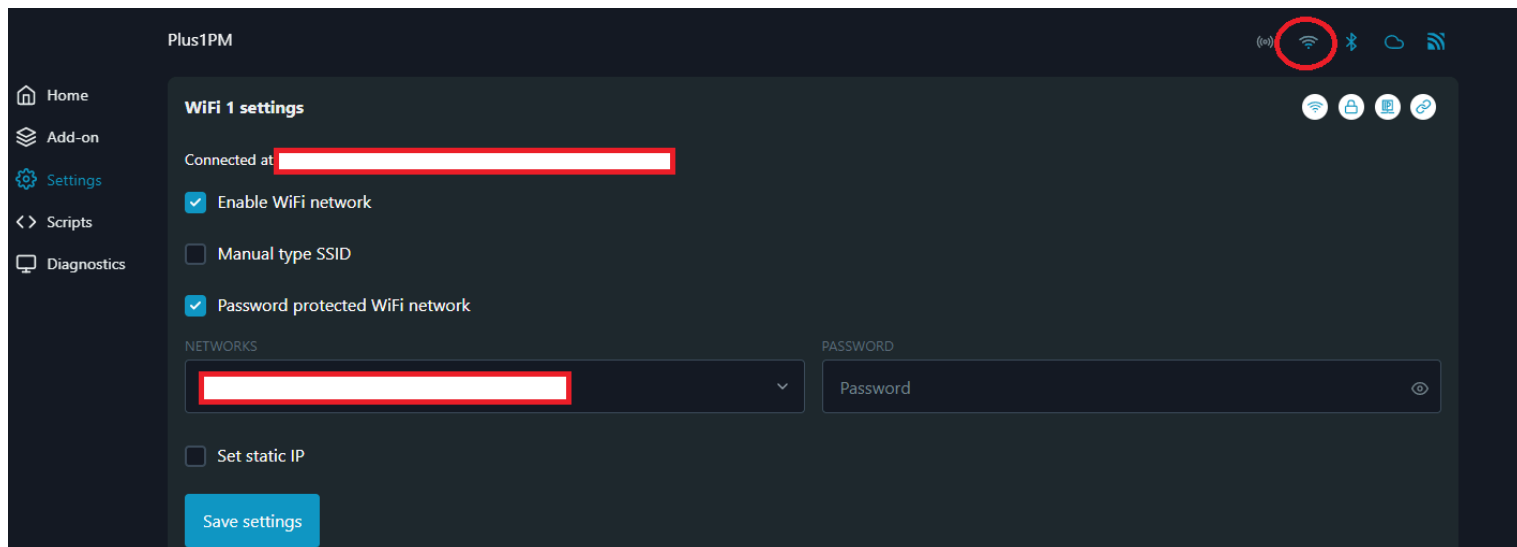 Plus1PM
Home
Add-on
Settings
Scripts
Diagnostics
WiFi 1 settings
Connected at
Enable WiFi network
Manual type SSID
Password protected WiFi network
NETWORKS
PASSWORD
Password
Set static IP
Save settings